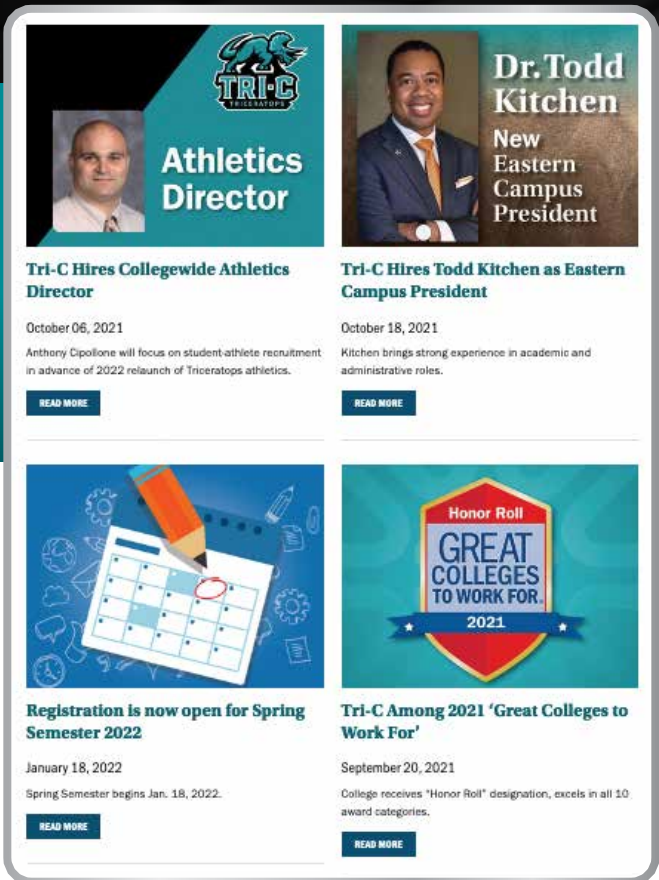 TRI-C
TRICERATOPS
Athletics
Director
Tri-C Hires Collegewide Athletics
Director
October 06, 2021
Anthony Cipollone will focus on student-athlete recruitment
in advance of 2022 relaunch of Triceratops athletics.
READ MORE
Dr. Todd
Kitchen
New
Eastern
Campus
President
Tri-C Hires Todd Kitchen as Eastern
Campus President
October 18, 2021
Kitchen brings strong experience in academic and
administrative roles.
READ MORE
Registration is now open for Spring
Semester 2022
January 18, 2022
Spring Semester begins Jan. 18, 2022.
READ MORE
Honor Roll
GREAT
COLLEGES
TO WORK FOR®
2021
Tri-C Among 2021 ‘Great Colleges to
Work For’
September 20, 2021
College receives "Honor Roll" designation, excels in all 10
award categories.
READ MORE